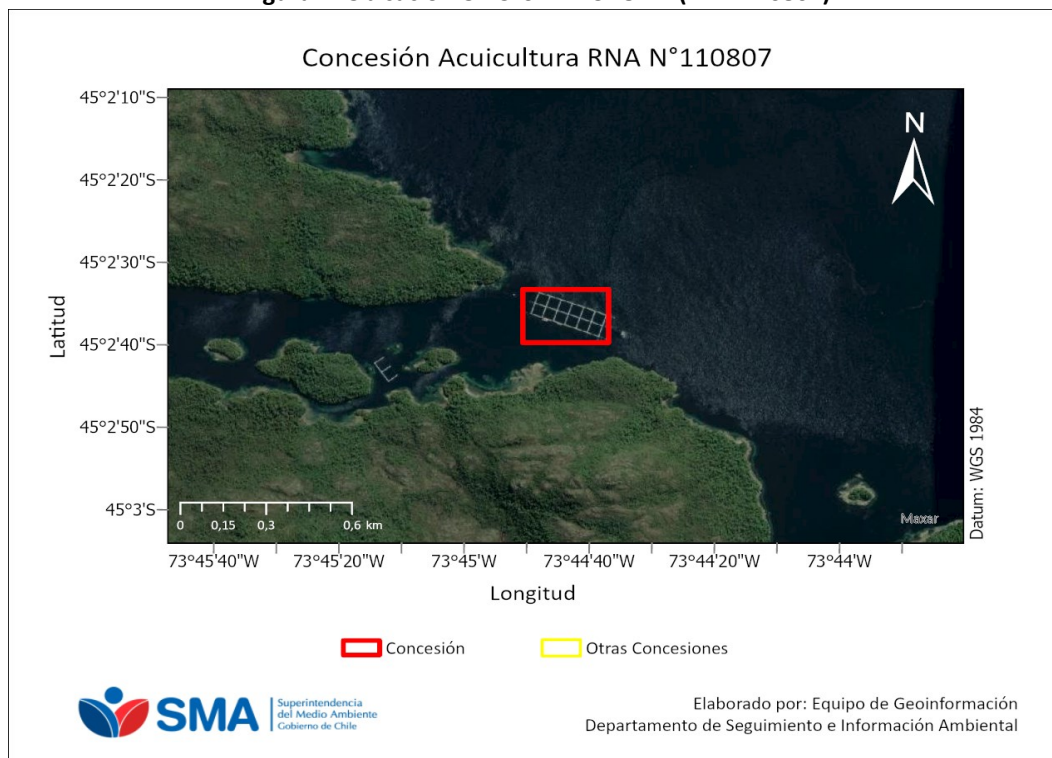 Concesión Acuicultura RNA N°110807
N
45°2'10"S
45°2'20"S
45°2'30"S
45°2'40"S
45°2'50"S
45°3'S
Latitud
Datum: WGS 1984
Maxar
0 0,15 0,3 0,6 km
73°45'40"W 73°45'20"W 73°45'W 73°44'40"W 73°44'20"W 73°44'W
Longitud
Concesión Otras Concesiones
SMA
Superintendencia
del Medio Ambiente
Gobierno de Chile
Elaborado por: Equipo de Geoinformación
Departamento de Seguimiento e Información Ambiental